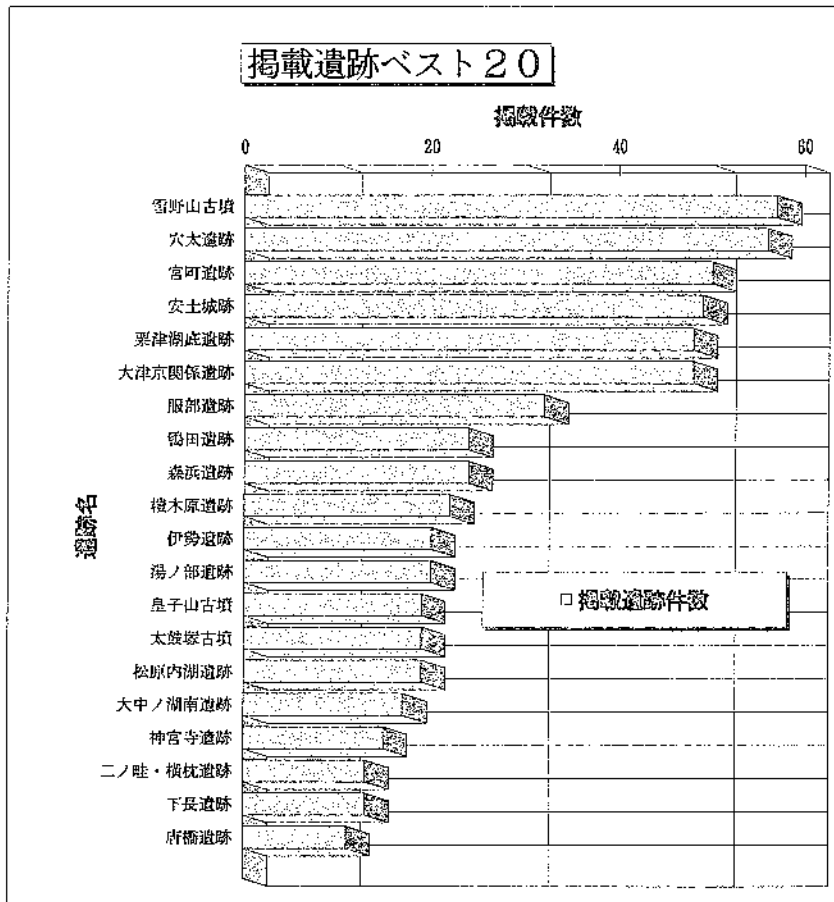 掲載遺跡ベスト20
掲載件数
0 20 40 60
雪野山古墳
穴太遺跡
宮町遺跡
安土城跡
粟津湖底遺跡
大津京関係遺跡
服部遺跡
鴨田遺跡
森浜遺跡
橙木原遺跡
伊勢遺跡
湯ノ部遺跡
皇子山古墳
太鼓塚古墳
松原内湖遺跡
大中ノ湖南遺跡
神宮寺遺跡
二ノ畦・横枕遺跡
下長遺跡
唐橋遺跡
遺跡名
掲載遺跡件数